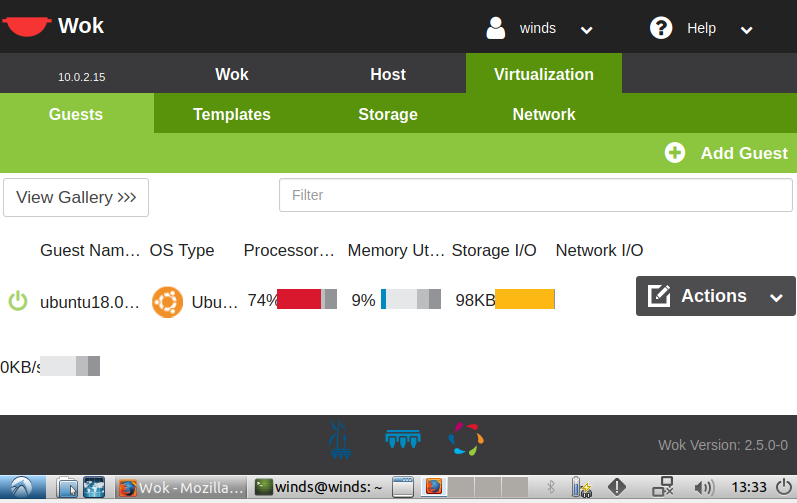 Wok winds Help
10.0.2.15 Wok Host Virtualization
Guests Templates Storage Network
Add Guest
View Gallery >>> Filter
Guest Nam... OS Type Processor... Memory Ut... Storage I/O Network I/O
ubuntu18.0... Ubu... 74% 9% 98KB Actions
0KB/s
Wok Version: 2.5.0-0
Wok - Mozilla... winds@winds: ~ 13:33